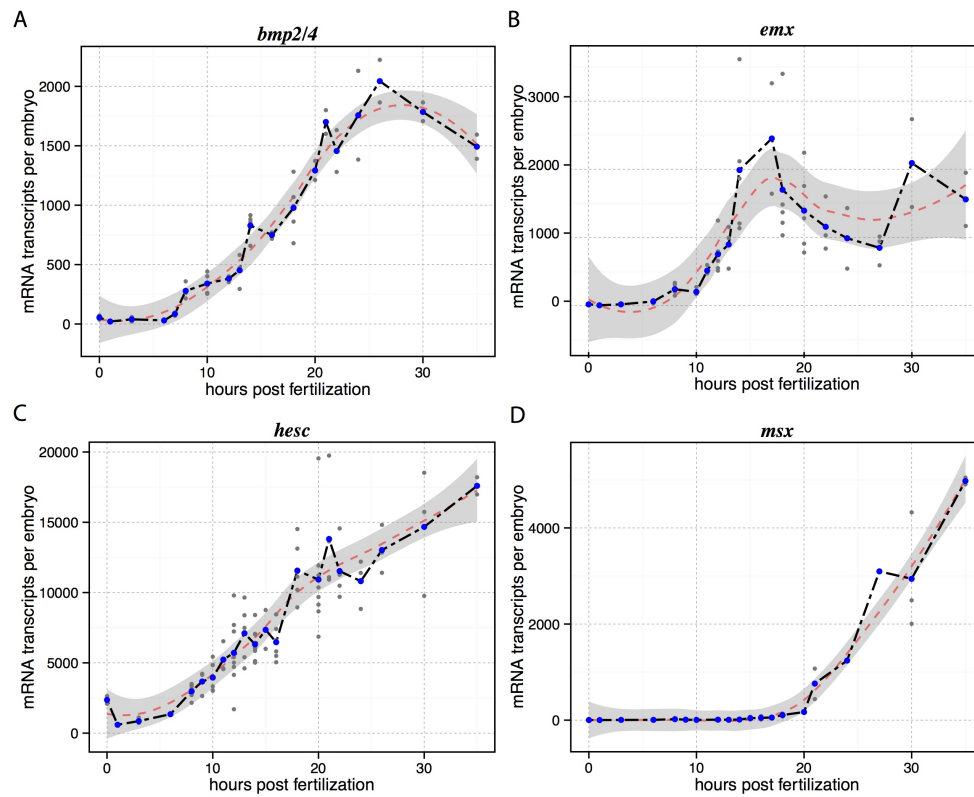 A
bmp2/4
mRNA transcripts per embryo
2000
1500
1000
500
0
0 10 20 30
hours post fertilization
B
emx
mRNA transcripts per embryo
3000
2000
1000
0
0 10 20 30
hours post fertilization
C
hesc
mRNA transcripts per embryo
20000
15000
10000
5000
0
0 10 20 30
hours post fertilization
D
msx
mRNA transcripts per embryo
4000
2000
0
0 10 20 30
hours post fertilization